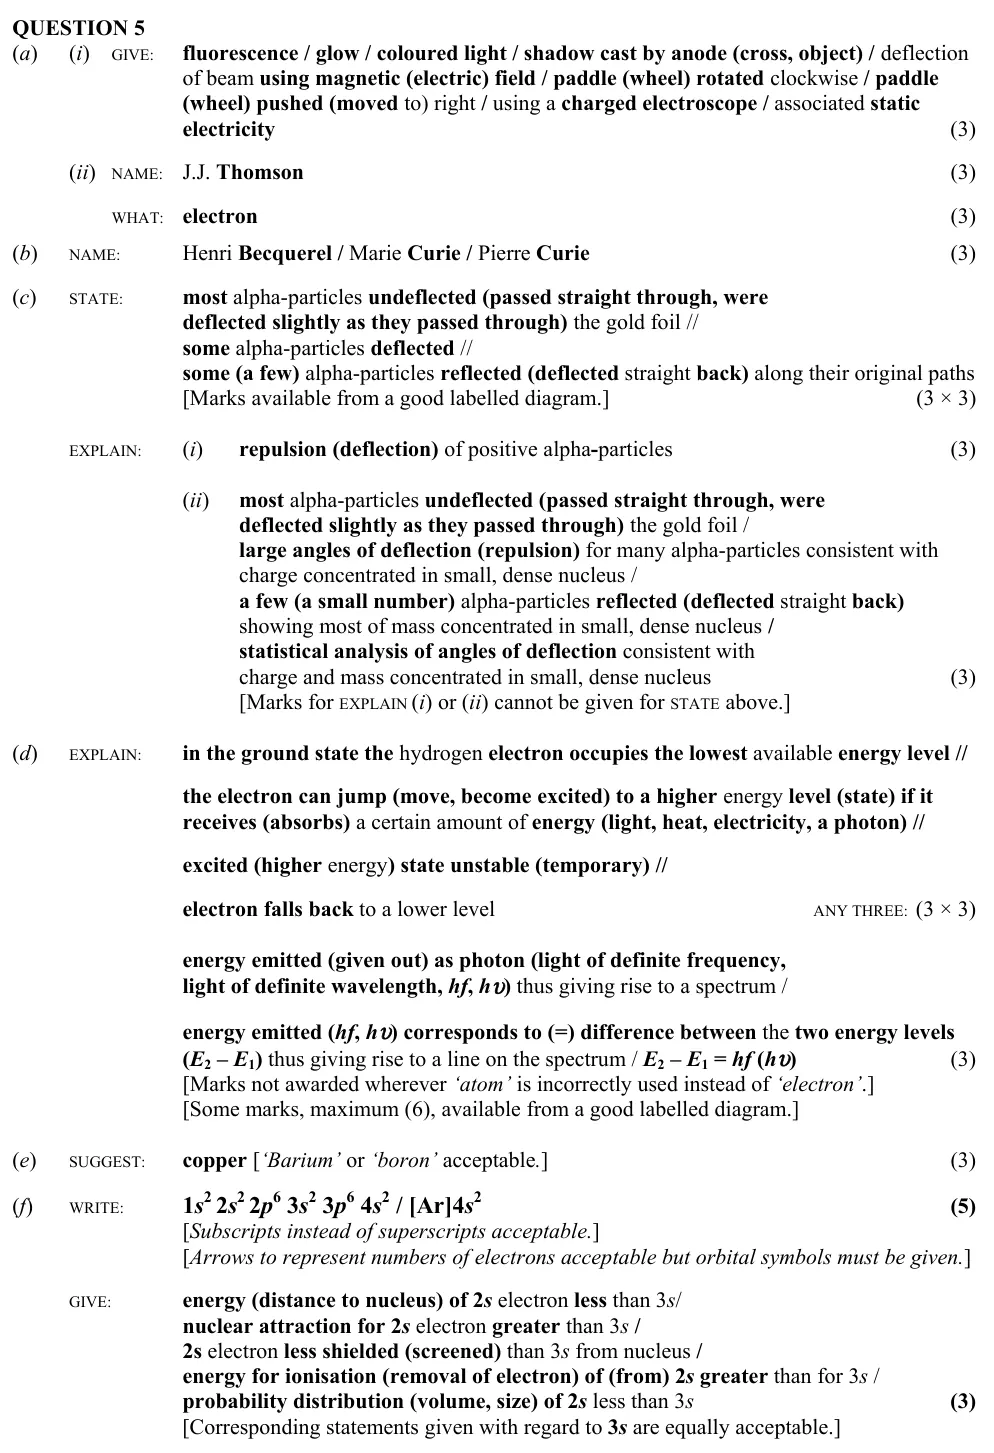 QUESTION 5
(a) (i) GIVE: fluorescence / glow / coloured light / shadow cast by anode (cross, object) / deflection
of beam using magnetic (electric) field / paddle (wheel) rotated clockwise / paddle
(wheel) pushed (moved to) right / using a charged electroscope / associated static
electricity (3)
(ii) NAME: J.J. Thomson (3)
WHAT: electron (3)
(b) NAME: Henri Becquerel / Marie Curie / Pierre Curie (3)
(c) STATE: most alpha-particles undeflected (passed straight through, were
deflected slightly as they passed through) the gold foil //
some alpha-particles deflected //
some (a few) alpha-particles reflected (deflected straight back) along their original paths
[Marks available from a good labelled diagram.] (3 × 3)
EXPLAIN: (i) repulsion (deflection) of positive alpha-particles (3)
(ii) most alpha-particles undeflected (passed straight through, were
deflected slightly as they passed through) the gold foil /
large angles of deflection (repulsion) for many alpha-particles consistent with
charge concentrated in small, dense nucleus /
a few (a small number) alpha-particles reflected (deflected straight back)
showing most of mass concentrated in small, dense nucleus /
statistical analysis of angles of deflection consistent with
charge and mass concentrated in small, dense nucleus (3)
[Marks for EXPLAIN (i) or (ii) cannot be given for STATE above.]
(d) EXPLAIN: in the ground state the hydrogen electron occupies the lowest available energy level //
the electron can jump (move, become excited) to a higher energy level (state) if it
receives (absorbs) a certain amount of energy (light, heat, electricity, a photon) //
excited (higher energy) state unstable (temporary) //
electron falls back to a lower level ANY THREE: (3 × 3)
energy emitted (given out) as photon (light of definite frequency,
light of definite wavelength, hf, hυ) thus giving rise to a spectrum /
energy emitted (hf, hυ) corresponds to (=) difference between the two energy levels
(E₂ – E₁) thus giving rise to a line on the spectrum / E₂ – E₁ = hf (hυ) (3)
[Marks not awarded wherever ‘atom’ is incorrectly used instead of ‘electron’.]
[Some marks, maximum (6), available from a good labelled diagram.]
(e) SUGGEST: copper [‘Barium’ or ‘boron’ acceptable.] (3)
(f) WRITE: 1s² 2s² 2p⁶ 3s² 3p⁶ 4s² / [Ar]4s² (5)
[Subscripts instead of superscripts acceptable.]
[Arrows to represent numbers of electrons acceptable but orbital symbols must be given.]
GIVE: energy (distance to nucleus) of 2s electron less than 3s/
nuclear attraction for 2s electron greater than 3s /
2s electron less shielded (screened) than 3s from nucleus /
energy for ionisation (removal of electron) of (from) 2s greater than for 3s /
probability distribution (volume, size) of 2s less than 3s (3)
[Corresponding statements given with regard to 3s are equally acceptable.]